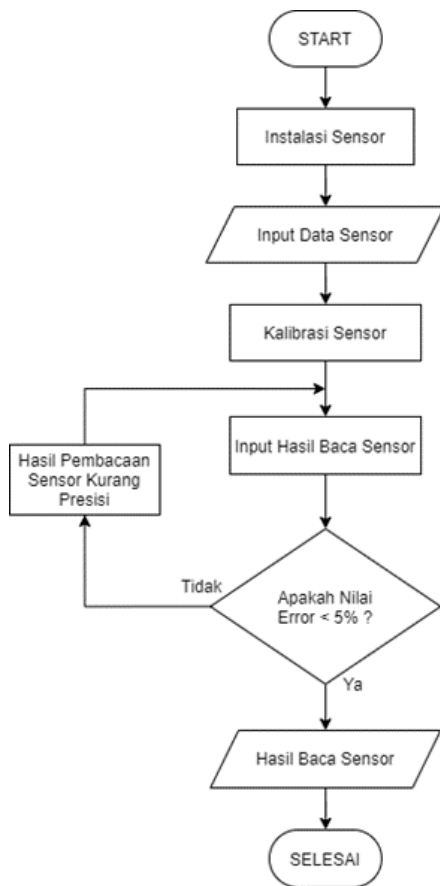 START
Instalasi Sensor
Input Data Sensor
Kalibrasi Sensor
Input Hasil Baca Sensor
Hasil Pembacaan
Sensor Kurang
Presisi
Tidak
Apakah Nilai
Error < 5% ?
Ya
Hasil Baca Sensor
SELESAI